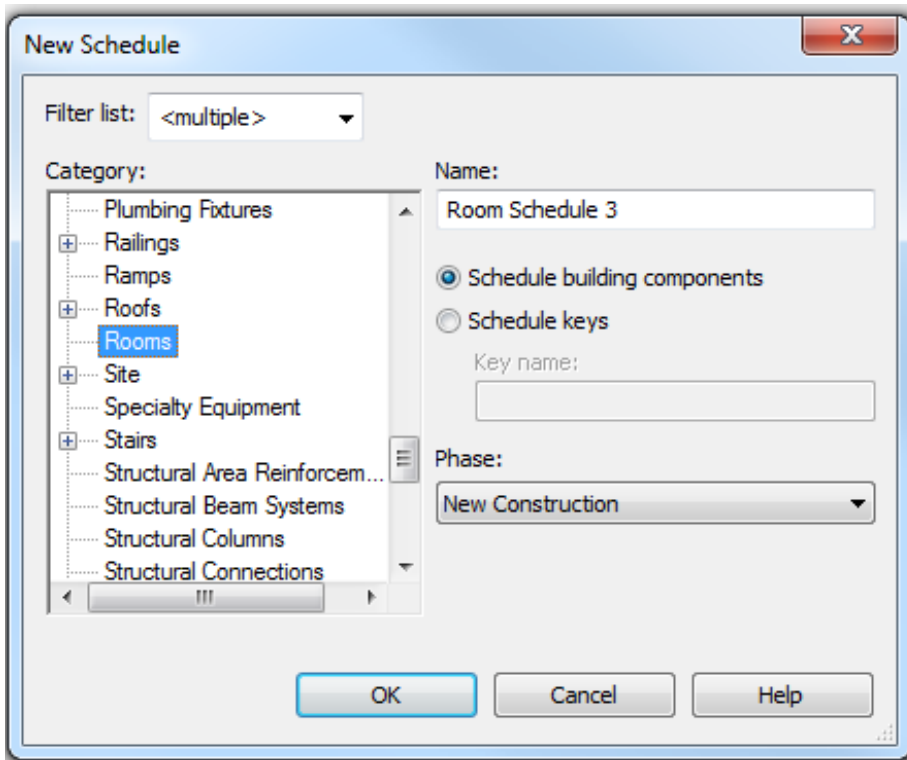 New Schedule
Filter list: <multiple>
Category:
Plumbing Fixtures
Railings
Ramps
Roofs
Rooms
Site
Specialty Equipment
Stairs
Structural Area Reinforcem...
Structural Beam Systems
Structural Columns
Structural Connections
Name:
Room Schedule 3
Schedule building components
Schedule keys
Key name:
Phase:
New Construction
OK Cancel Help